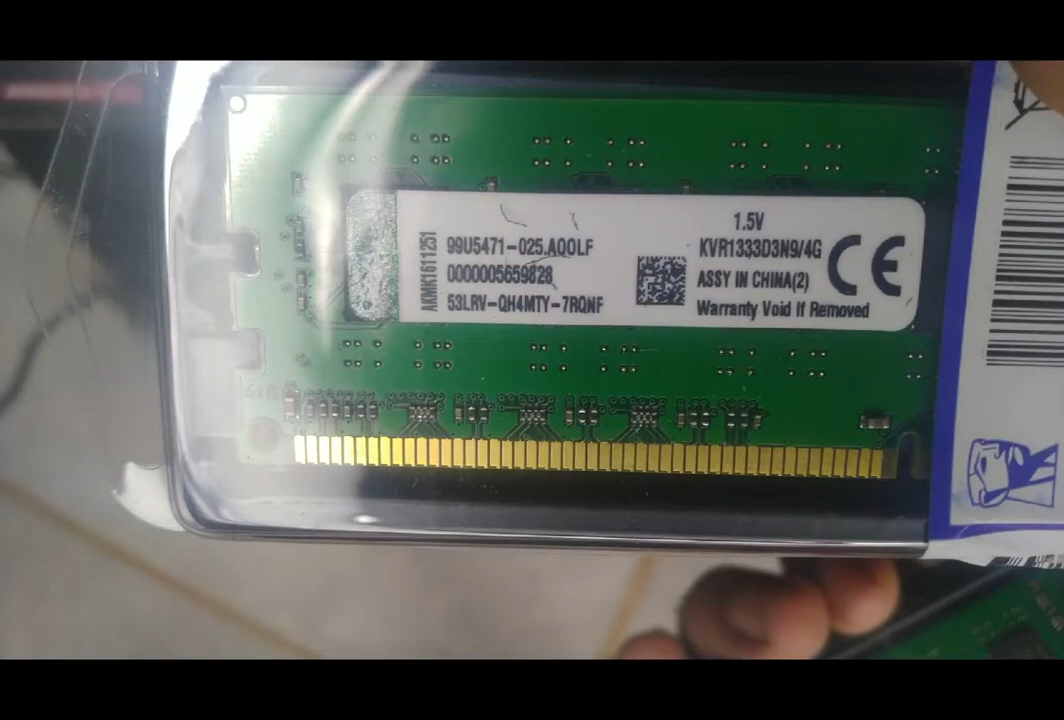 99U5471-025.A00LF
0000005659828
53LRV-QH4MTY-7RQNF
AKMK1611251
1.5V
KVR1333D3N9/4G
ASSY IN CHINA(2)
Warranty Void If Removed
CE